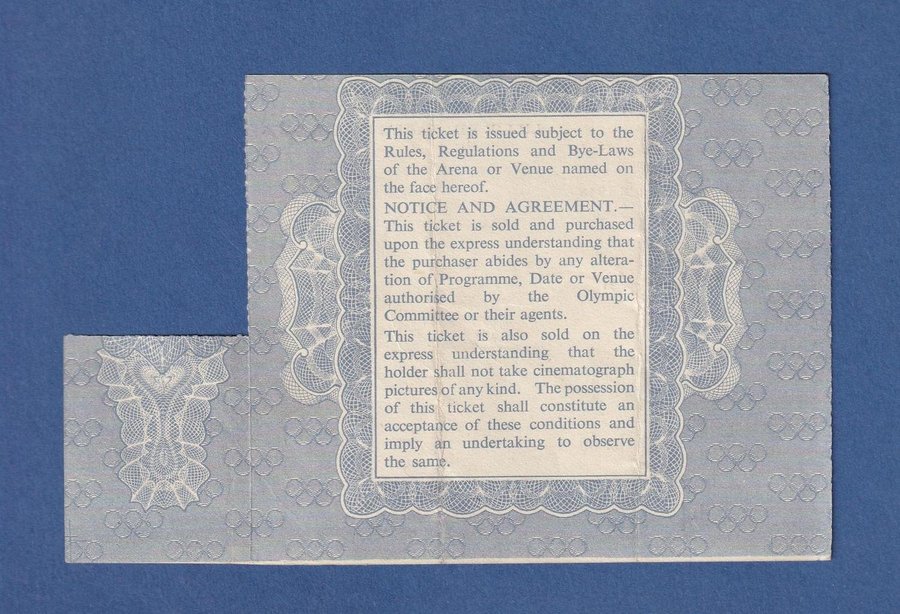 This ticket is issued subject to the
Rules, Regulations and Bye-Laws
of the Arena or Venue named on
the face hereof.
NOTICE AND AGREEMENT.—
This ticket is sold and purchased
upon the express understanding that
the purchaser abides by any altera-
tion of Programme, Date or Venue
authorised by the Olympic
Committee or their agents.
This ticket is also sold on the
express understanding that the
holder shall not take cinematograph
pictures of any kind. The possession
of this ticket shall constitute an
acceptance of these conditions and
imply an undertaking to observe
the same.